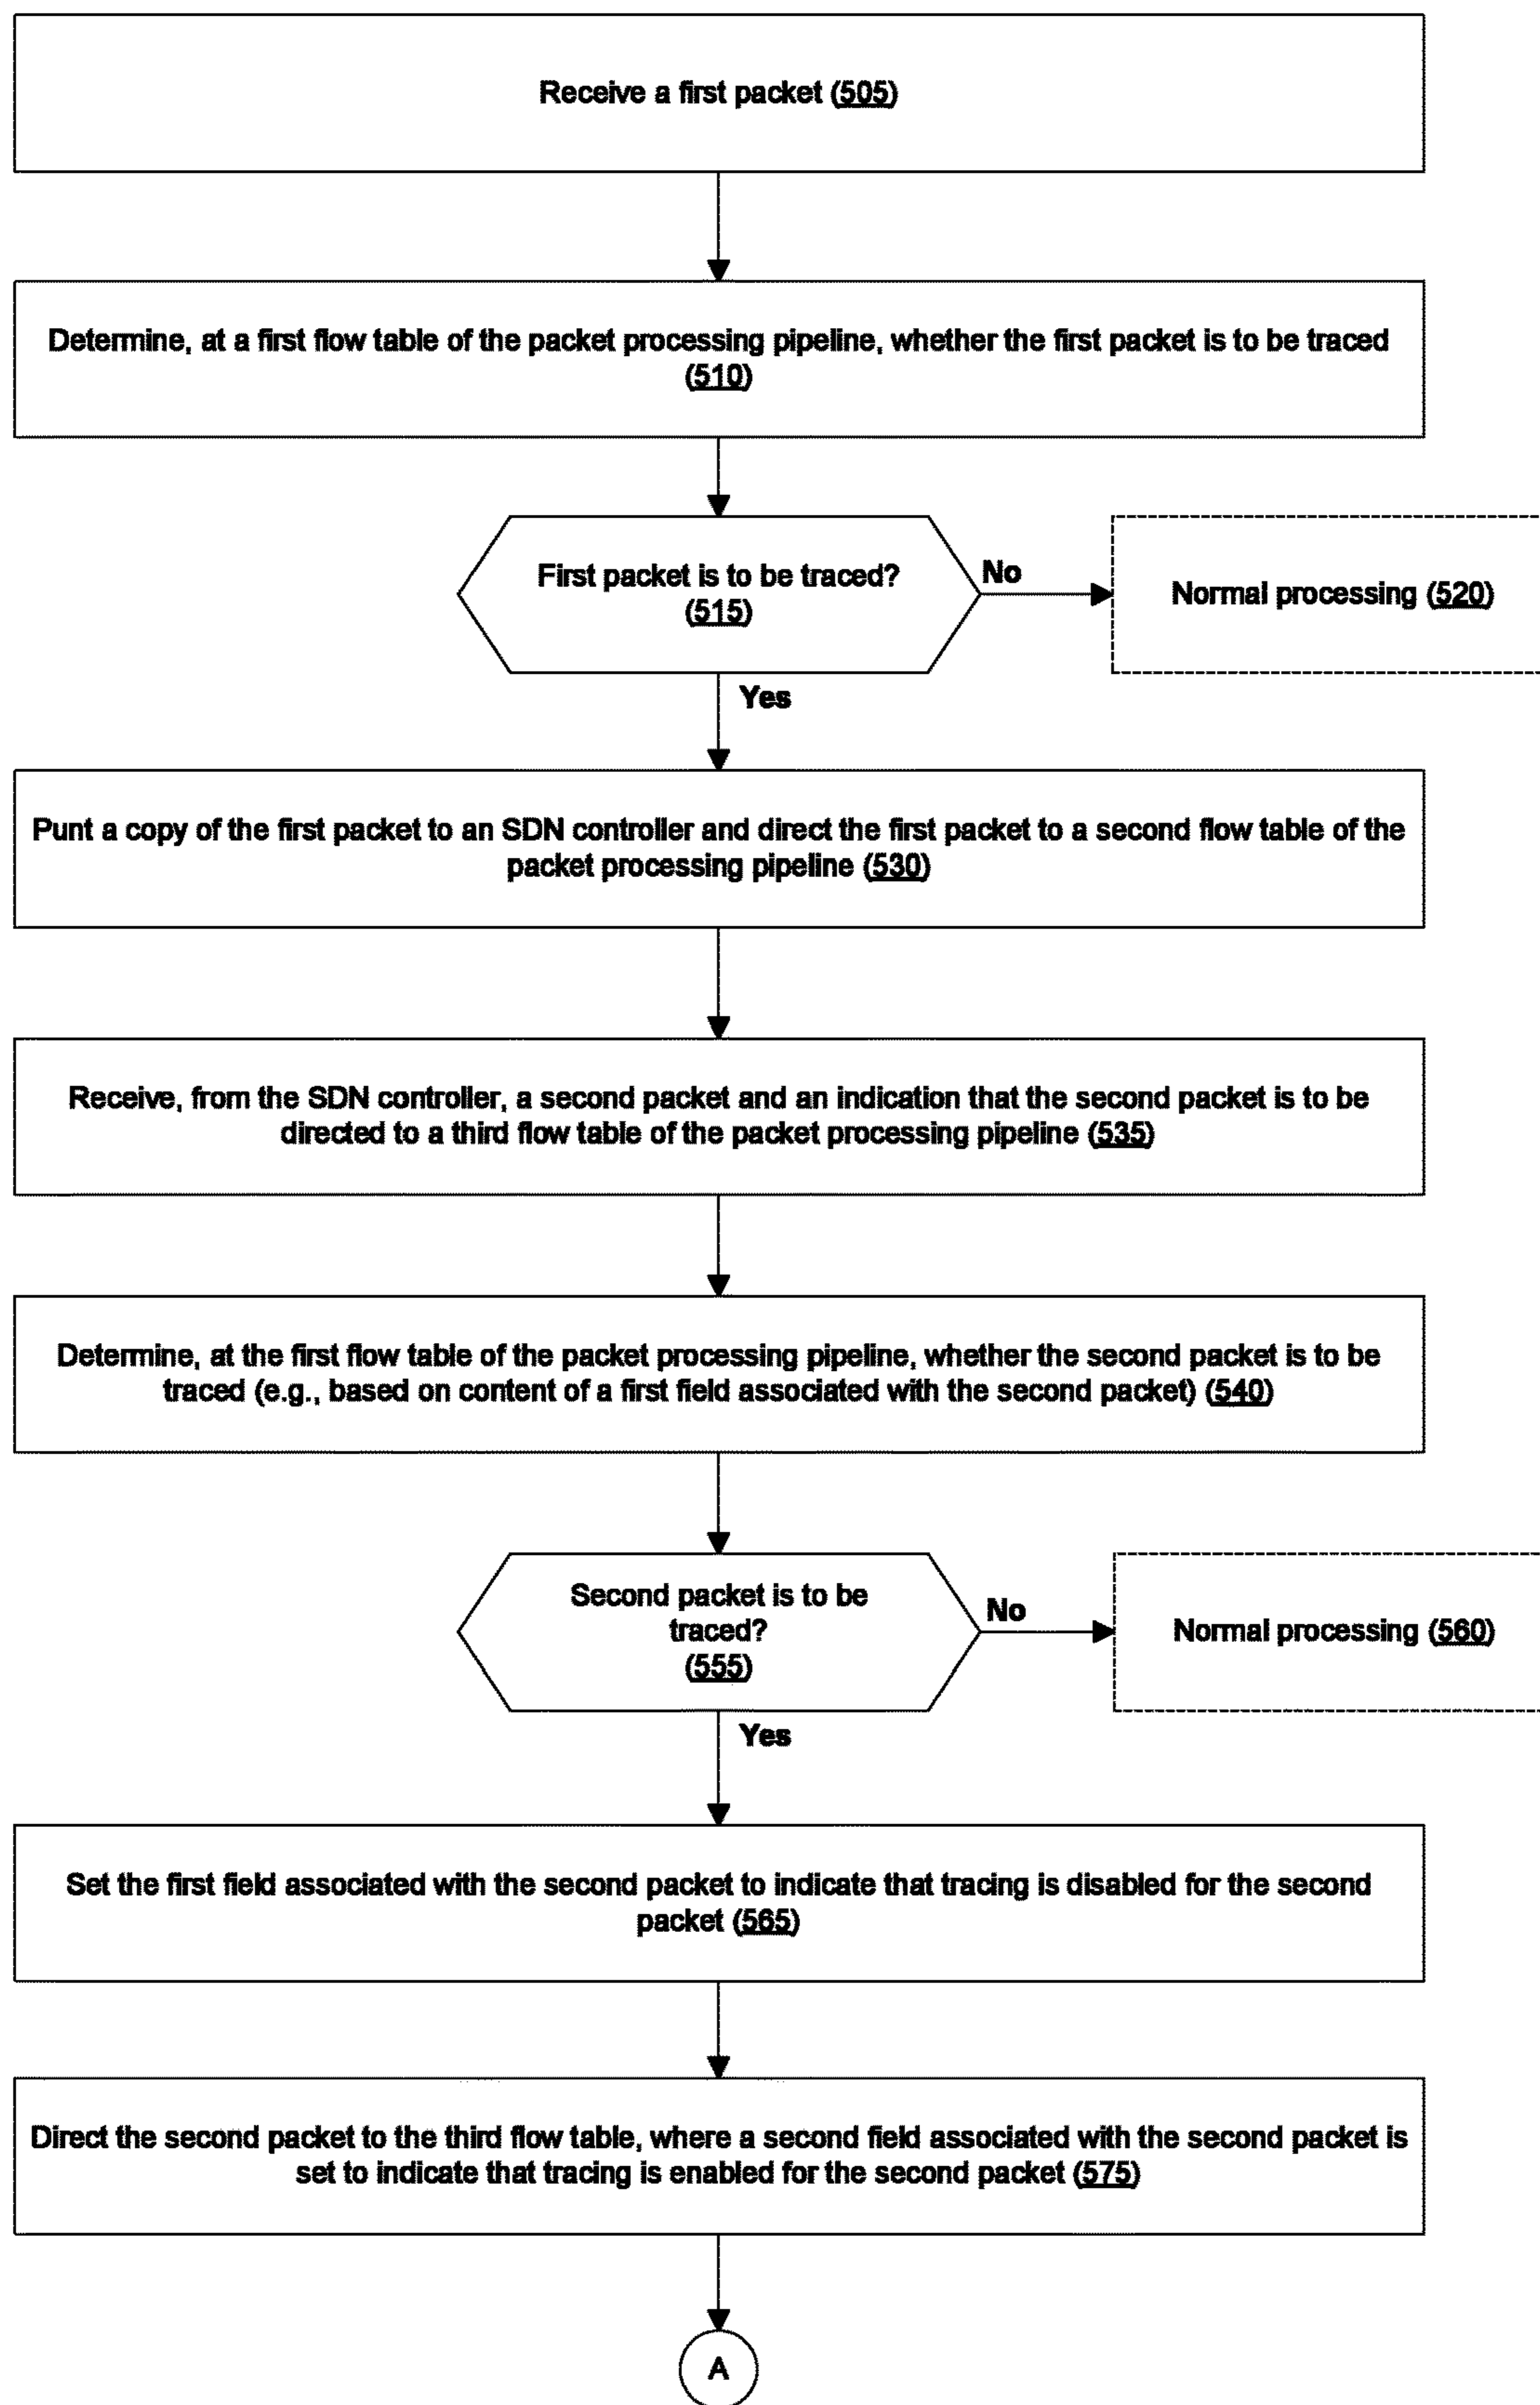 Receive a first packet (505)
Determine, at a first flow table of the packet processing pipeline, whether the first packet is to be traced
(510)
First packet is to be traced?
(515)
No
Normal processing (520)
Yes
Punt a copy of the first packet to an SDN controller and direct the first packet to a second flow table of the
packet processing pipeline (530)
Receive, from the SDN controller, a second packet and an indication that the second packet is to be
directed to a third flow table of the packet processing pipeline (535)
Determine, at the first flow table of the packet processing pipeline, whether the second packet is to be
traced (e.g., based on content of a first field associated with the second packet) (540)
Second packet is to be
traced?
(555)
No
Normal processing (560)
Yes
Set the first field associated with the second packet to indicate that tracing is disabled for the second
packet (565)
Direct the second packet to the third flow table, where a second field associated with the second packet is
set to indicate that tracing is enabled for the second packet (575)
A